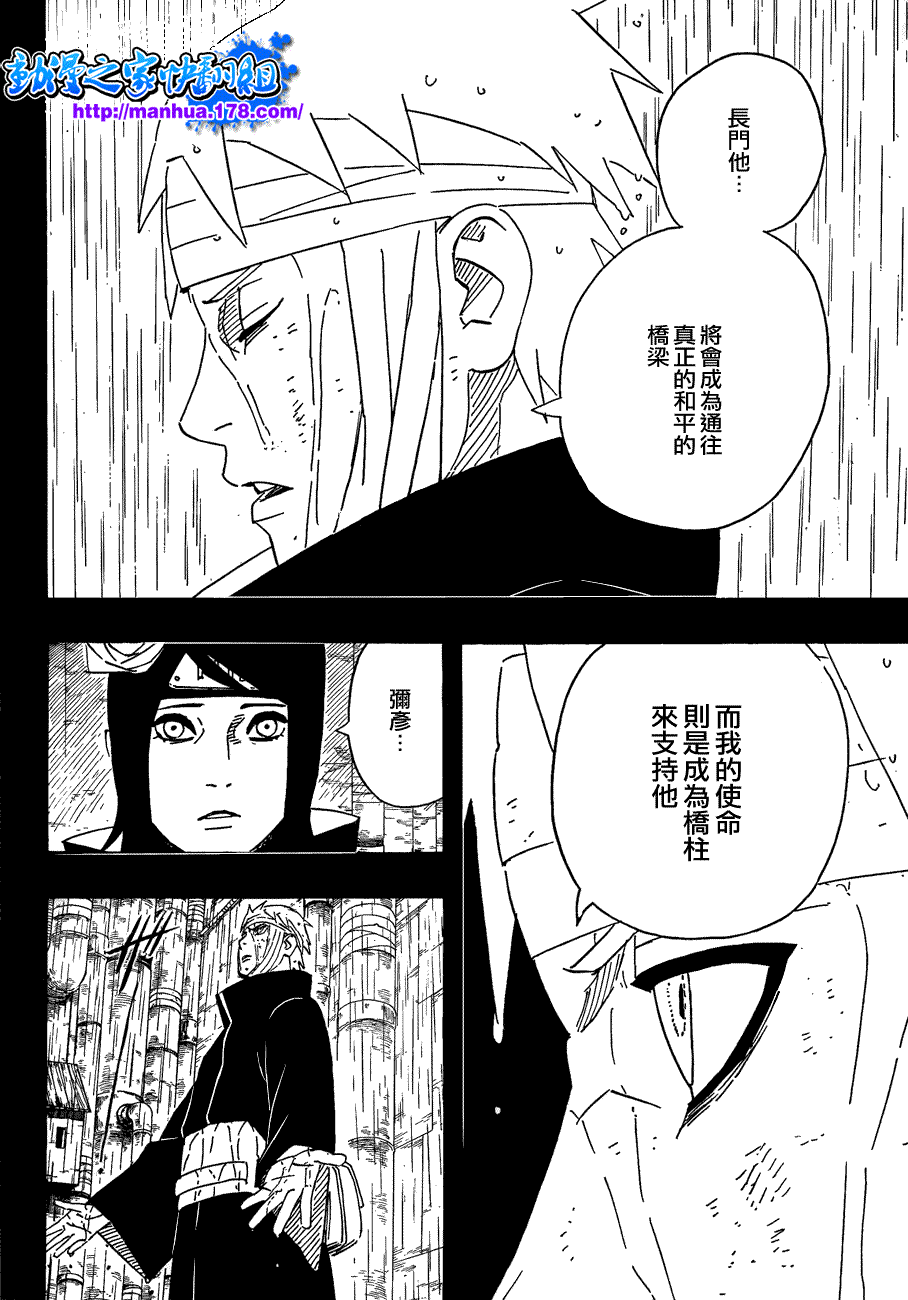 動漫之家快翻組
http://manhua.178.com/
長門他…
將會成為通往
真正的和平的
橋梁
而我的使命
則是成為橋柱
來支持他
彌彥…